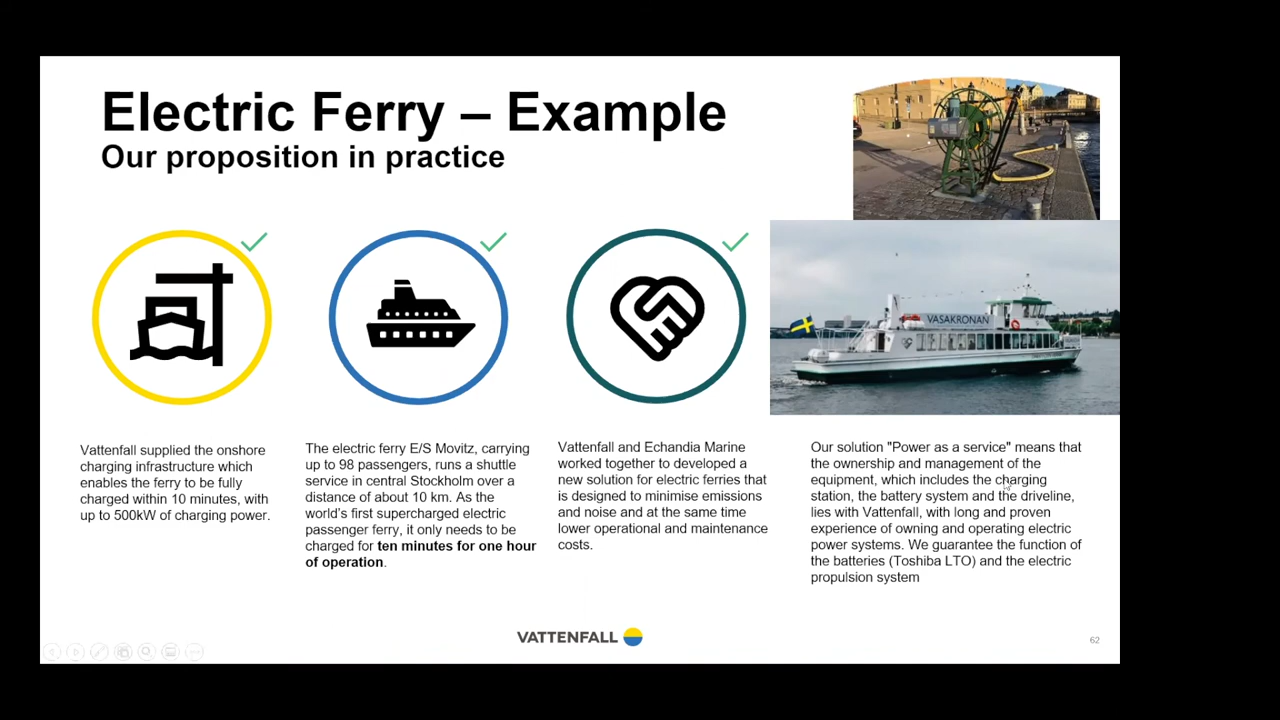 Electric Ferry – Example
Our proposition in practice
VASAKRONAN
Vattenfall supplied the onshore
charging infrastructure which
enables the ferry to be fully
charged within 10 minutes, with
up to 500kW of charging power.
The electric ferry E/S Movitz, carrying
up to 98 passengers, runs a shuttle
service in central Stockholm over a
distance of about 10 km. As the
world's first supercharged electric
passenger ferry, it only needs to be
charged for ten minutes for one hour
of operation.
Vattenfall and Echandia Marine
worked together to developed a
new solution for electric ferries that
is designed to minimise emissions
and noise and at the same time
lower operational and maintenance
costs.
Our solution "Power as a service" means that
the ownership and management of the
equipment, which includes the charging
station, the battery system and the driveline,
lies with Vattenfall, with long and proven
experience of owning and operating electric
power systems. We guarantee the function of
the batteries (Toshiba LTO) and the electric
propulsion system
VATTENFALL
62